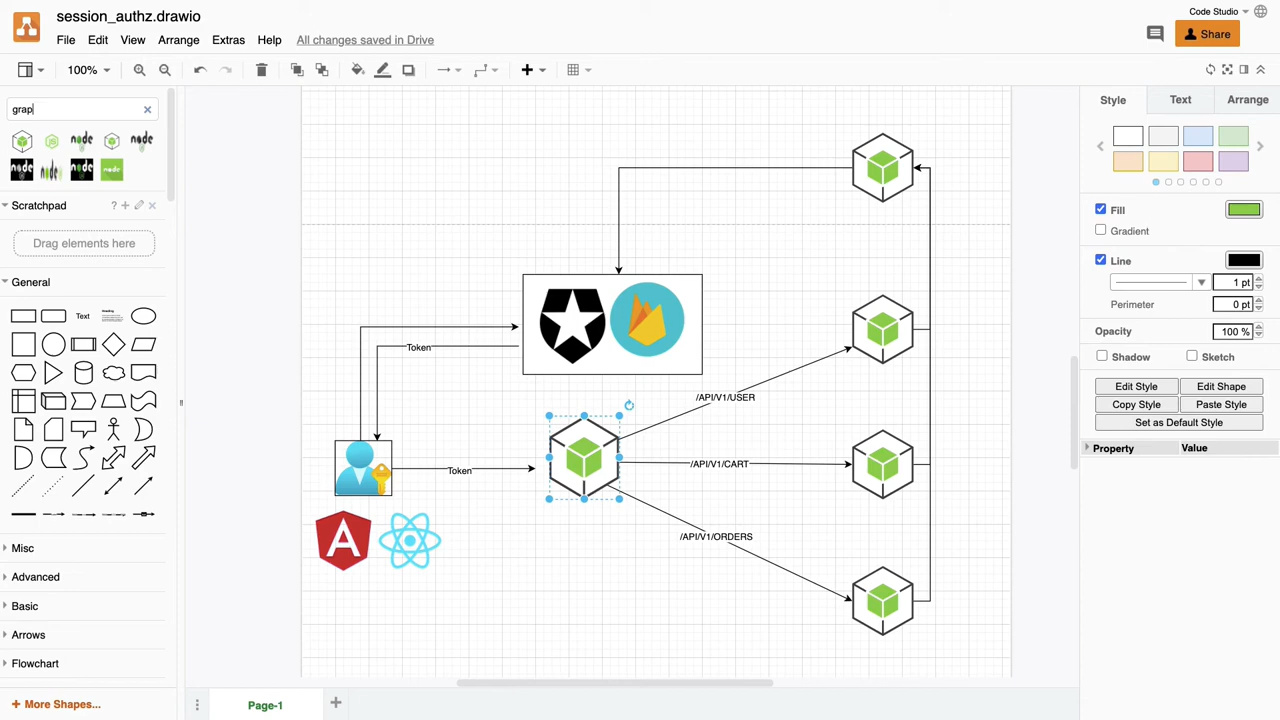 session_authz.drawio
Code Studio
File Edit View Arrange Extras Help All changes saved in Drive
Share
100%
grap
node node
node node node
Scratchpad ?
Drag elements here
General
Text
Heading
Misc
Advanced
Basic
Arrows
Flowchart
More Shapes...
Token
Token
/API/V1/USER
/API/V1/CART
/API/V1/ORDERS
A
Page-1
Style Text Arrange
Fill
Gradient
Line
1 pt
Perimeter 0 pt
Opacity 100 %
Shadow Sketch
Edit Style Edit Shape
Copy Style Paste Style
Set as Default Style
Property Value